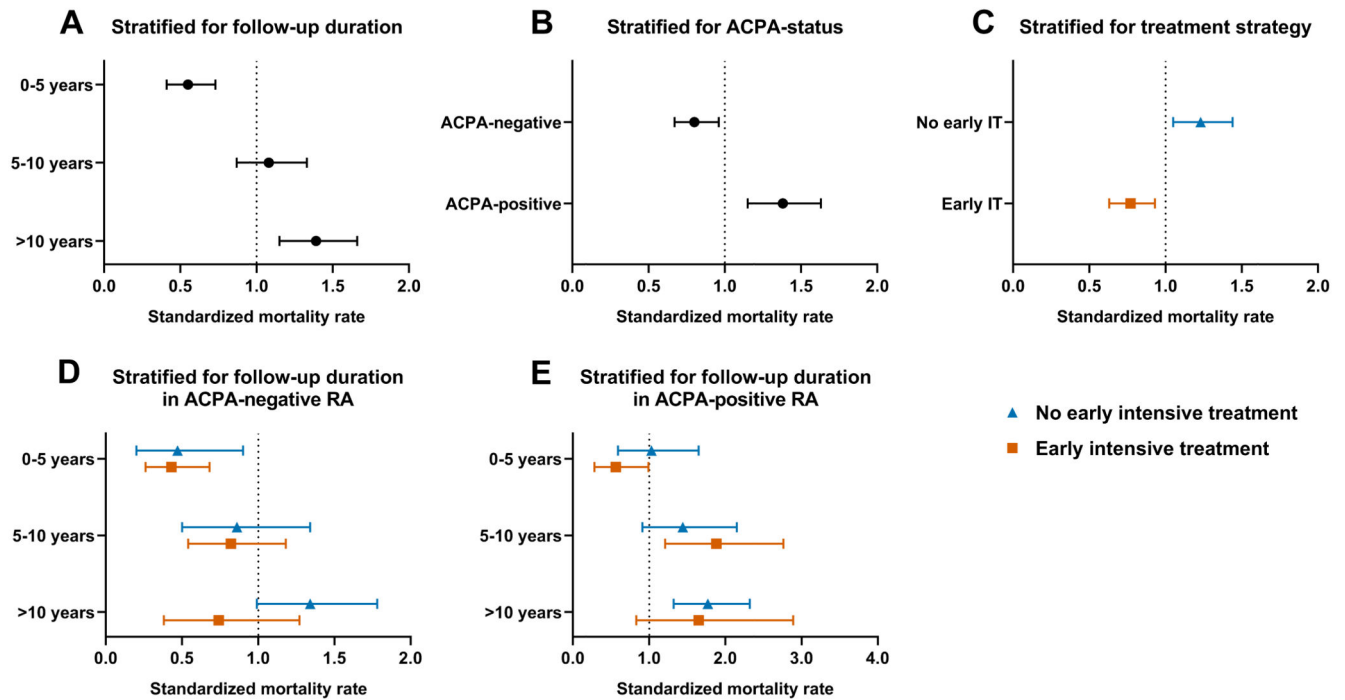 A Stratified for follow-up duration
0-5 years
5-10 years
>10 years
0.0 0.5 1.0 1.5 2.0
Standardized mortality rate
B Stratified for ACPA-status
ACPA-negative
ACPA-positive
0.0 0.5 1.0 1.5 2.0
Standardized mortality rate
C Stratified for treatment strategy
No early IT
Early IT
0.0 0.5 1.0 1.5 2.0
Standardized mortality rate
D Stratified for follow-up duration
in ACPA-negative RA
0-5 years
5-10 years
>10 years
0.0 0.5 1.0 1.5 2.0
Standardized mortality rate
E Stratified for follow-up duration
in ACPA-positive RA
0-5 years
5-10 years
>10 years
0.0 1.0 2.0 3.0 4.0
Standardized mortality rate
No early intensive treatment
Early intensive treatment